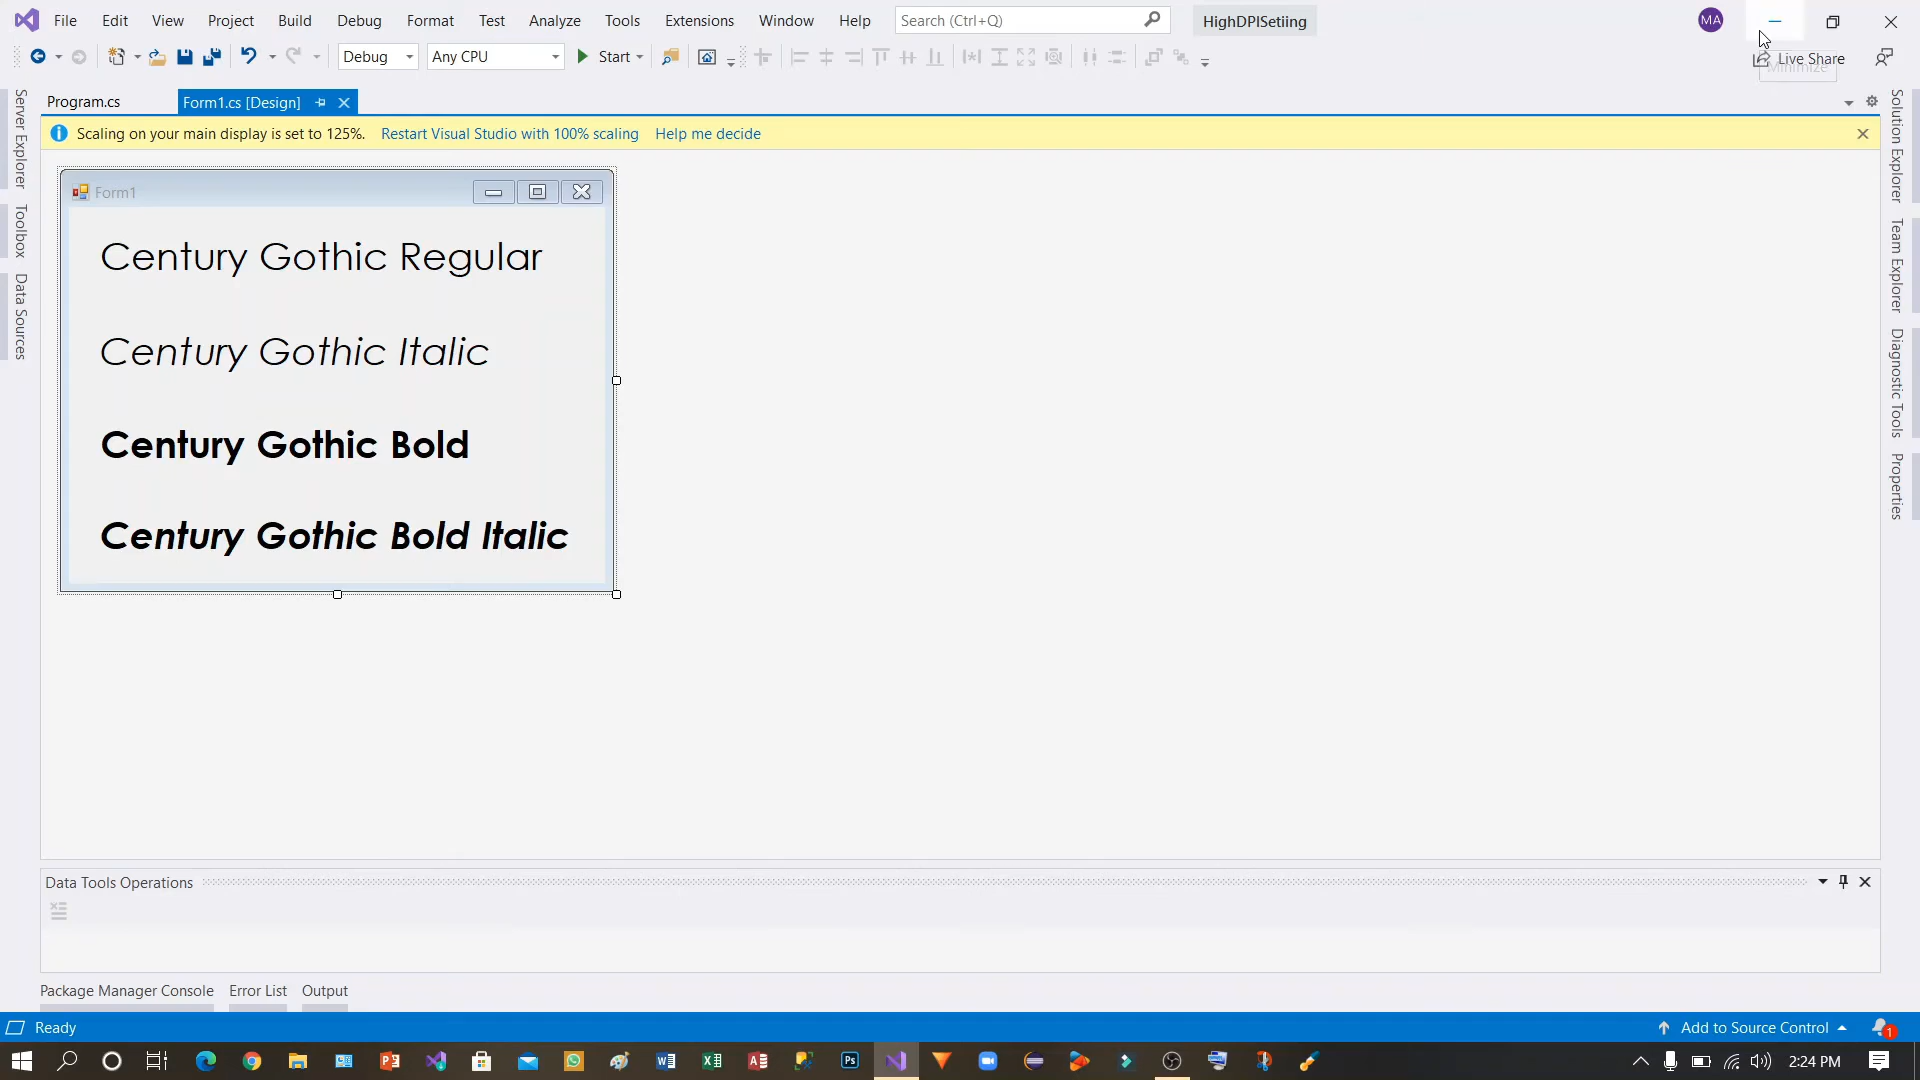 File Edit View Project Build Debug Format Test Analyze Tools Extensions Window Help Search (Ctrl+Q) HighDPISetiing MA
Debug Any CPU Start Live Share
Minimize
Program.cs Form1.cs [Design]
Scaling on your main display is set to 125%. Restart Visual Studio with 100% scaling Help me decide
Server Explorer
Toolbox
Data Sources
Form1
Century Gothic Regular
Century Gothic Italic
Century Gothic Bold
Century Gothic Bold Italic
Solution Explorer
Team Explorer
Diagnostic Tools
Properties
Data Tools Operations
Package Manager Console Error List Output
Ready Add to Source Control 1
Ps 2:24 PM